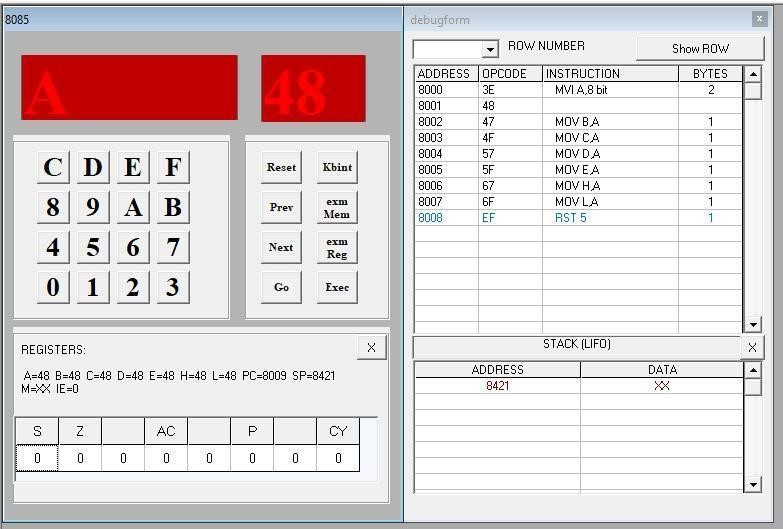 8085
A 48
C D E F
8 9 A B
4 5 6 7
0 1 2 3
Reset Kbint
Prev exm Mem
Next exm Reg
Go Exec
REGISTERS: X
A=48 B=48 C=48 D=48 E=48 H=48 L=48 PC=8009 SP=8421
M=XX IE=0
S Z AC P CY
0 0 0 0 0 0 0 0
debugform x
ROW NUMBER Show ROW
ADDRESS OPCODE INSTRUCTION BYTES
8000 3E MVI A,8 bit 2
8001 48
8002 47 MOV B,A 1
8003 4F MOV C,A 1
8004 57 MOV D,A 1
8005 5F MOV E,A 1
8006 67 MOV H,A 1
8007 6F MOV L,A 1
8008 EF RST 5 1
STACK (LIFO) X
ADDRESS DATA
8421 XX